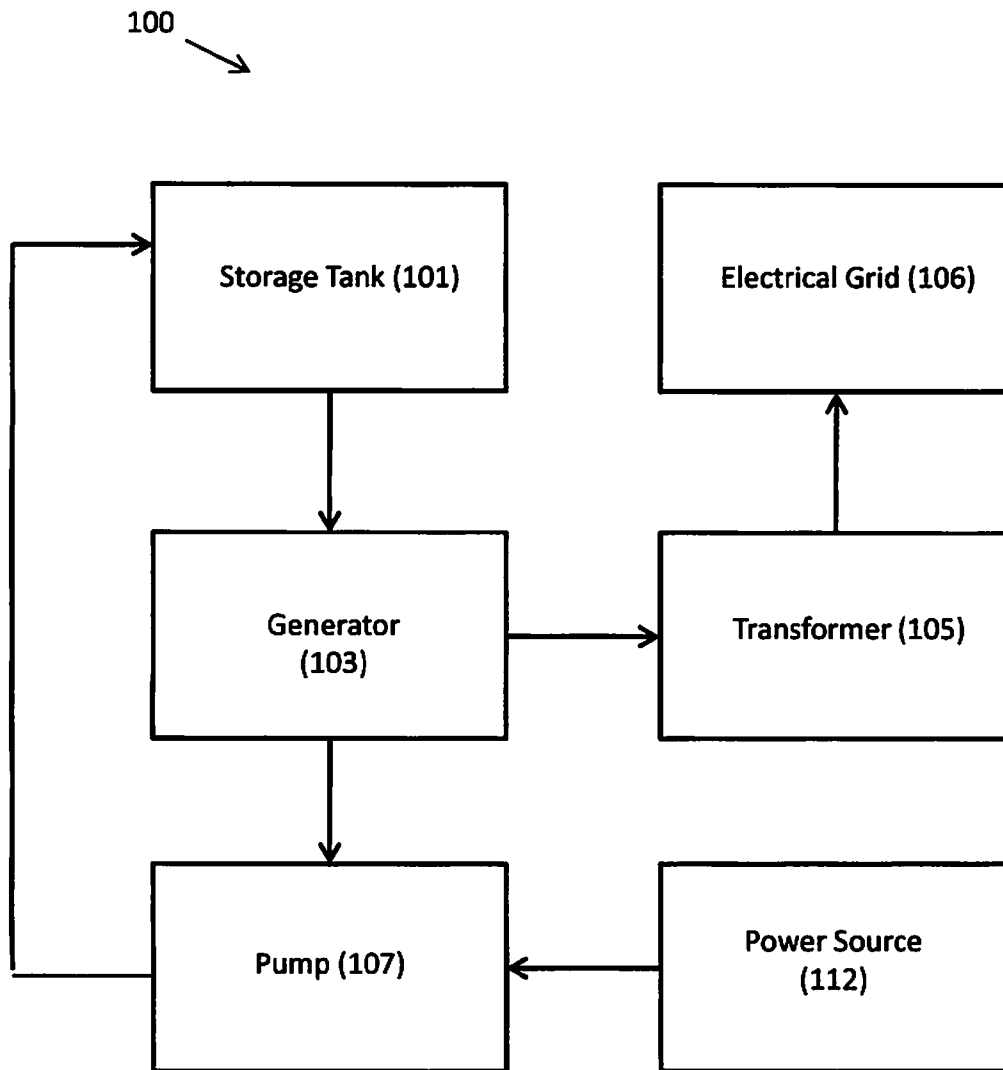 100
Storage Tank (101)
Electrical Grid (106)
Generator
(103)
Transformer (105)
Pump (107)
Power Source
(112)